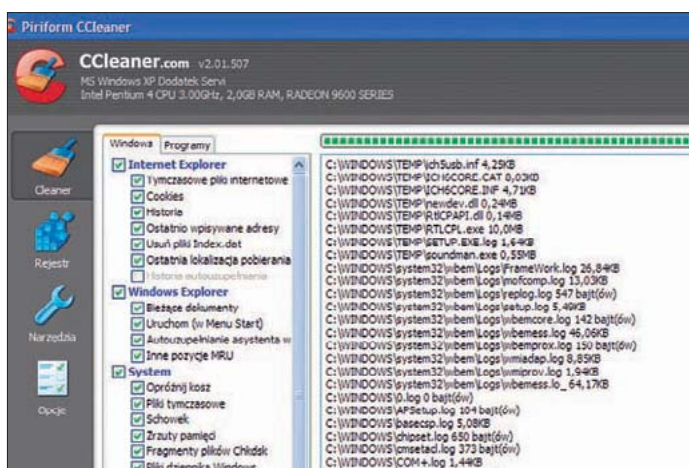 Piriform CCleaner
CCleaner.com v2.01.507
MS Windows XP Dodatek Servi
Intel Pentium 4 CPU 3.00GHz, 2,0GB RAM, RADEON 9600 SERIES
Cleaner
Rejestr
Narzędzia
Opcje
Windows Programy
Internet Explorer
Tymczasowe pliki internetowe
Cookies
Historia
Ostatnio wpisywane adresy
Usuń pliki Index.dat
Ostatnia lokalizacja pobierania
Historia autouzupełniania
Windows Explorer
Bieżące dokumenty
Uruchom (w Menu Start)
Autouzupełnianie asystenta w
Inne pozycje MRU
System
Opróżnij kosz
Pliki tymczasowe
Schowek
Zrzuty pamięci
Fragmenty plików Chkdsk
Pliki dziennika Windows
C:\WINDOWS\TEMP\ich5usb.inf 4,25KB
C:\WINDOWS\TEMP\ICH6CORE.CAT 0,03KB
C:\WINDOWS\TEMP\ICH6CORE.INF 4,71KB
C:\WINDOWS\TEMP\newdev.dll 0,24MB
C:\WINDOWS\TEMP\RtlCPAPI.dll 0,14MB
C:\WINDOWS\TEMP\RTLCPL.exe 10,0MB
C:\WINDOWS\TEMP\SETUP.EXE.log 1,64KB
C:\WINDOWS\TEMP\soundman.exe 0,55MB
C:\WINDOWS\system32\wbem\Logs\FrameWork.log 26,84KB
C:\WINDOWS\system32\wbem\Logs\mofcomp.log 13,03KB
C:\WINDOWS\system32\wbem\Logs\replog.log 547 bajt(ów)
C:\WINDOWS\system32\wbem\Logs\setup.log 5,49KB
C:\WINDOWS\system32\wbem\Logs\wbemcore.log 142 bajt(ów)
C:\WINDOWS\system32\wbem\Logs\wbemess.log 46,06KB
C:\WINDOWS\system32\wbem\Logs\wbemprox.log 150 bajt(ów)
C:\WINDOWS\system32\wbem\Logs\wmiadap.log 8,85KB
C:\WINDOWS\system32\wbem\Logs\wmiprov.log 1,94KB
C:\WINDOWS\system32\wbem\Logs\wbemess.lo_ 64,17KB
C:\WINDOWS\0.log 0 bajt(ów)
C:\WINDOWS\APSetup.log 104 bajt(ów)
C:\WINDOWS\basecsp.log 5,08KB
C:\WINDOWS\chipset.log 650 bajt(ów)
C:\WINDOWS\cmsetacl.log 373 bajt(ów)
C:\WINDOWS\COM+.log 1,44KB